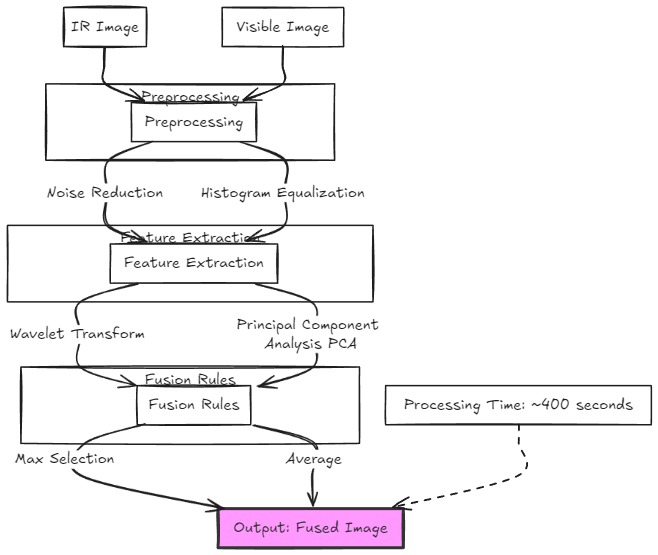 IR Image
Visible Image
Preprocessing
Preprocessing
Noise Reduction
Histogram Equalization
Feature Extraction
Feature Extraction
Wavelet Transform
Principal Component
Analysis PCA
Fusion Rules
Fusion Rules
Processing Time: ~400 seconds
Max Selection
Average
Output: Fused Image